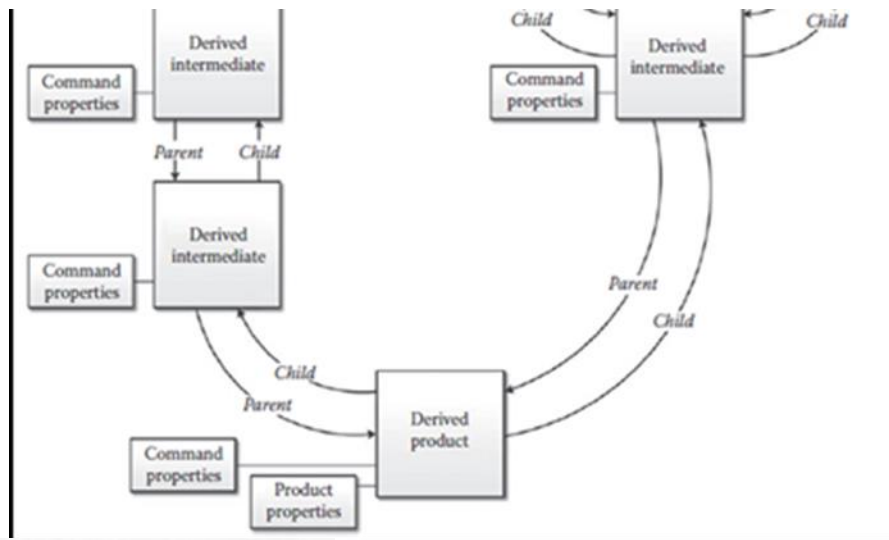 Child
Child
Derived
intermediate
Derived
intermediate
Command
properties
Command
properties
Parent
Child
Derived
intermediate
Command
properties
Parent
Child
Child
Parent
Derived
product
Command
properties
Product
properties